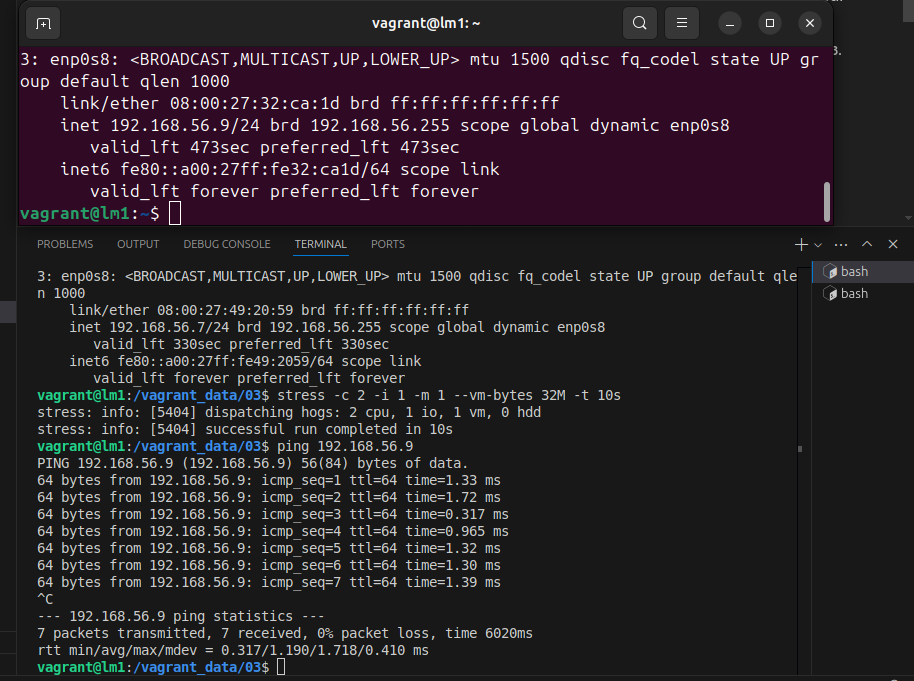 vagrant@lm1: ~
3: enp0s8: <BROADCAST,MULTICAST,UP,LOWER_UP> mtu 1500 qdisc fq_codel state UP gr
oup default qlen 1000
link/ether 08:00:27:32:ca:1d brd ff:ff:ff:ff:ff:ff
inet 192.168.56.9/24 brd 192.168.56.255 scope global dynamic enp0s8
valid_lft 473sec preferred_lft 473sec
inet6 fe80::a00:27ff:fe32:ca1d/64 scope link
valid_lft forever preferred_lft forever
vagrant@lm1:~$
PROBLEMS OUTPUT DEBUG CONSOLE TERMINAL PORTS
3: enp0s8: <BROADCAST,MULTICAST,UP,LOWER_UP> mtu 1500 qdisc fq_codel state UP group default qle
n 1000
link/ether 08:00:27:49:20:59 brd ff:ff:ff:ff:ff:ff
inet 192.168.56.7/24 brd 192.168.56.255 scope global dynamic enp0s8
valid_lft 330sec preferred_lft 330sec
inet6 fe80::a00:27ff:fe49:2059/64 scope link
valid_lft forever preferred_lft forever
vagrant@lm1:/vagrant_data/03$ stress -c 2 -i 1 -m 1 --vm-bytes 32M -t 10s
stress: info: [5404] dispatching hogs: 2 cpu, 1 io, 1 vm, 0 hdd
stress: info: [5404] successful run completed in 10s
vagrant@lm1:/vagrant_data/03$ ping 192.168.56.9
PING 192.168.56.9 (192.168.56.9) 56(84) bytes of data.
64 bytes from 192.168.56.9: icmp_seq=1 ttl=64 time=1.33 ms
64 bytes from 192.168.56.9: icmp_seq=2 ttl=64 time=1.72 ms
64 bytes from 192.168.56.9: icmp_seq=3 ttl=64 time=0.317 ms
64 bytes from 192.168.56.9: icmp_seq=4 ttl=64 time=0.965 ms
64 bytes from 192.168.56.9: icmp_seq=5 ttl=64 time=1.32 ms
64 bytes from 192.168.56.9: icmp_seq=6 ttl=64 time=1.30 ms
64 bytes from 192.168.56.9: icmp_seq=7 ttl=64 time=1.39 ms
^C
--- 192.168.56.9 ping statistics ---
7 packets transmitted, 7 received, 0% packet loss, time 6020ms
rtt min/avg/max/mdev = 0.317/1.190/1.718/0.410 ms
vagrant@lm1:/vagrant_data/03$
bash
bash